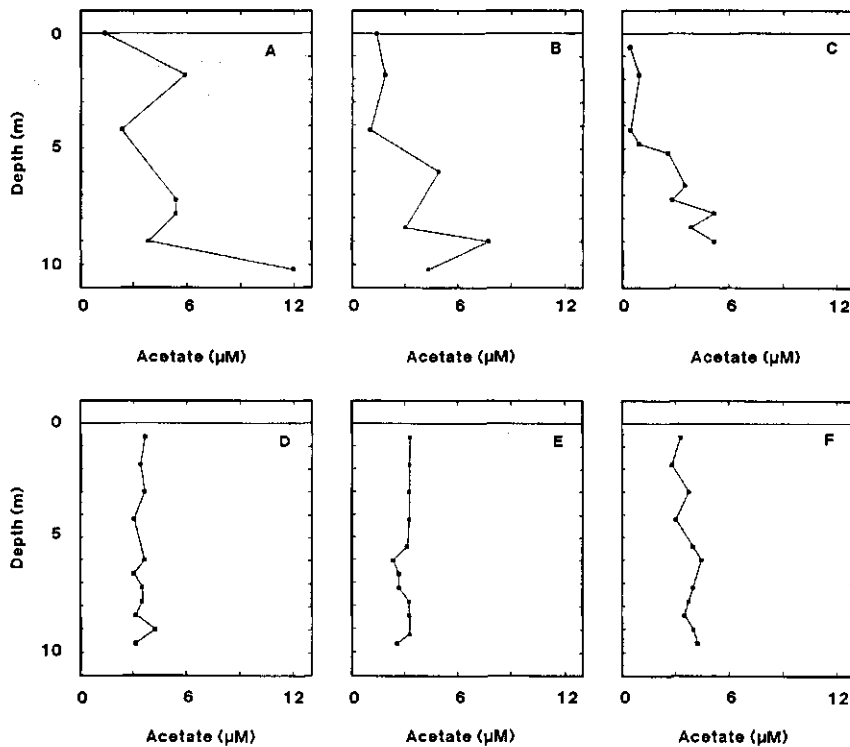 0
5
10
Depth (m)
A
B
C
0 6 12
0 6 12
0 6 12
Acetate (µM)
Acetate (µM)
Acetate (µM)
0
5
10
Depth (m)
D
E
F
0 6 12
0 6 12
0 6 12
Acetate (µM)
Acetate (µM)
Acetate (µM)